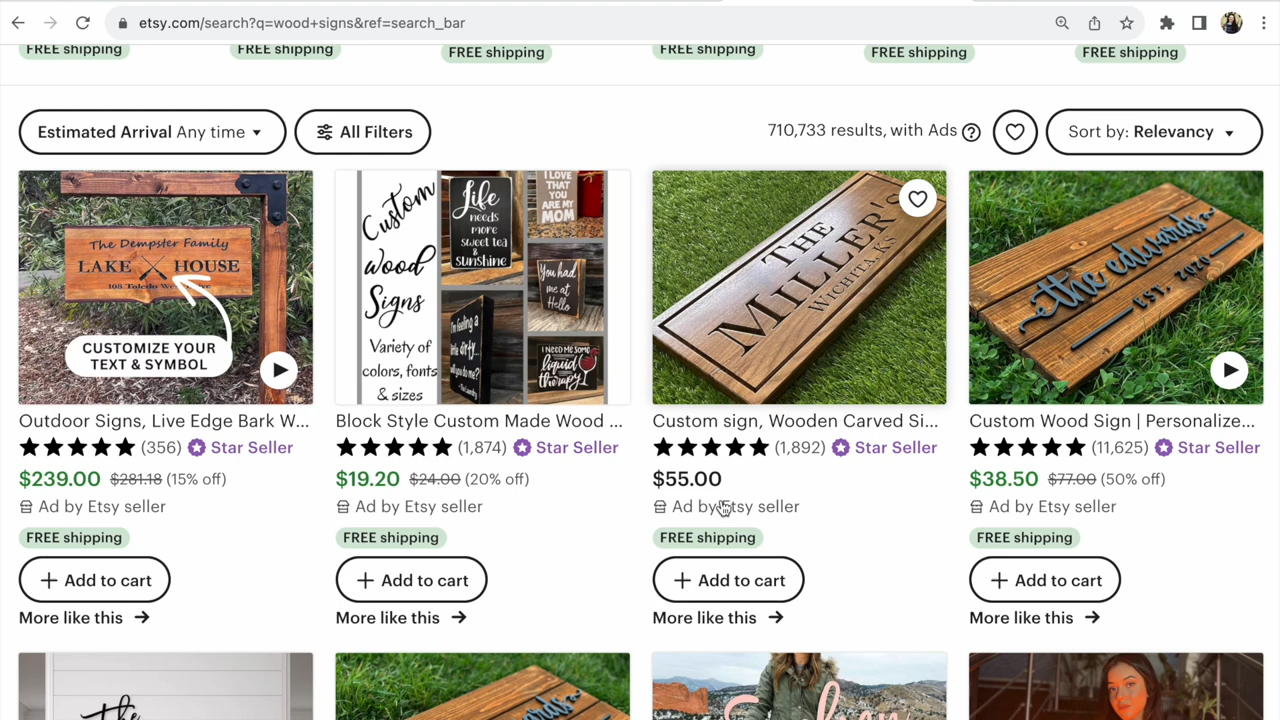 etsy.com/search?q=wood+signs&ref=search_bar
FREE shipping
FREE shipping
FREE shipping
FREE shipping
FREE shipping
FREE shipping
Estimated Arrival Any time
All Filters
710,733 results, with Ads
Sort by: Relevancy
The Dempster Family
LAKE HOUSE
CUSTOMIZE YOUR
TEXT & SYMBOL
Custom
wood
Signs
Variety of
colors, fonts
& sizes
Life
needs
more
sweet tea
&
sunshine
I LOVE
THAT YOU
ARE MY
MOM
You had
me at
Hello
I'm feeling a
little dirty...
will you do me?
I NEED ME SOME
liquid
therapy
THE
MILLER'S
WICHITA, KS
the edwards
EST. 2020
Outdoor Signs, Live Edge Bark W...
(356) Star Seller
$239.00 $281.18 (15% off)
Ad by Etsy seller
FREE shipping
Add to cart
More like this
Block Style Custom Made Wood ...
(1,874) Star Seller
$19.20 $24.00 (20% off)
Ad by Etsy seller
FREE shipping
Add to cart
More like this
Custom sign, Wooden Carved Si...
(1,892) Star Seller
$55.00
Ad by Etsy seller
FREE shipping
Add to cart
More like this
Custom Wood Sign | Personalize...
(11,625) Star Seller
$38.50 $77.00 (50% off)
Ad by Etsy seller
FREE shipping
Add to cart
More like this
the